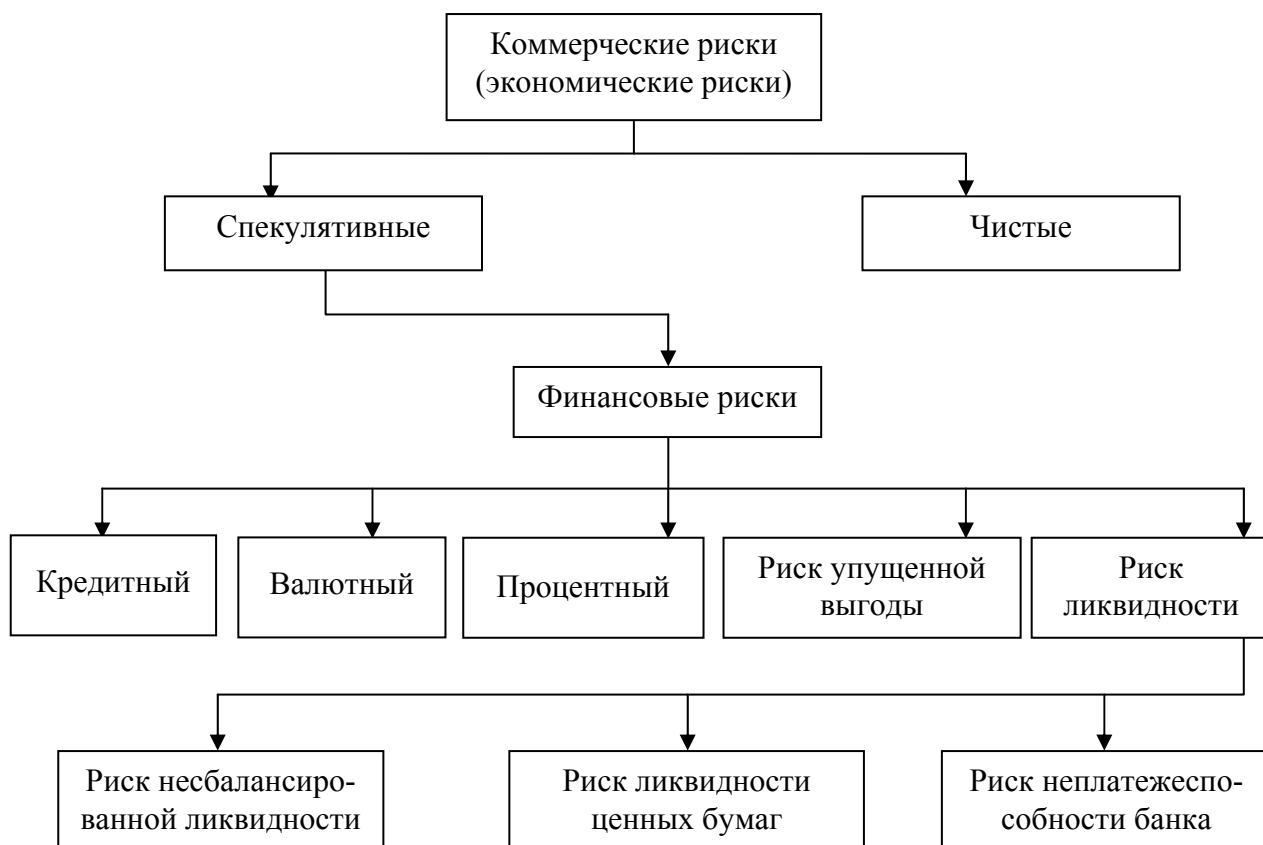 Коммерческие риски
(экономические риски)
Спекулятивные
Чистые
Финансовые риски
Кредитный
Валютный
Процентный
Риск упущенной
выгоды
Риск
ликвидности
Риск несбалансиро-
ванной ликвидности
Риск ликвидности
ценных бумаг
Риск неплатежеспо-
собности банка